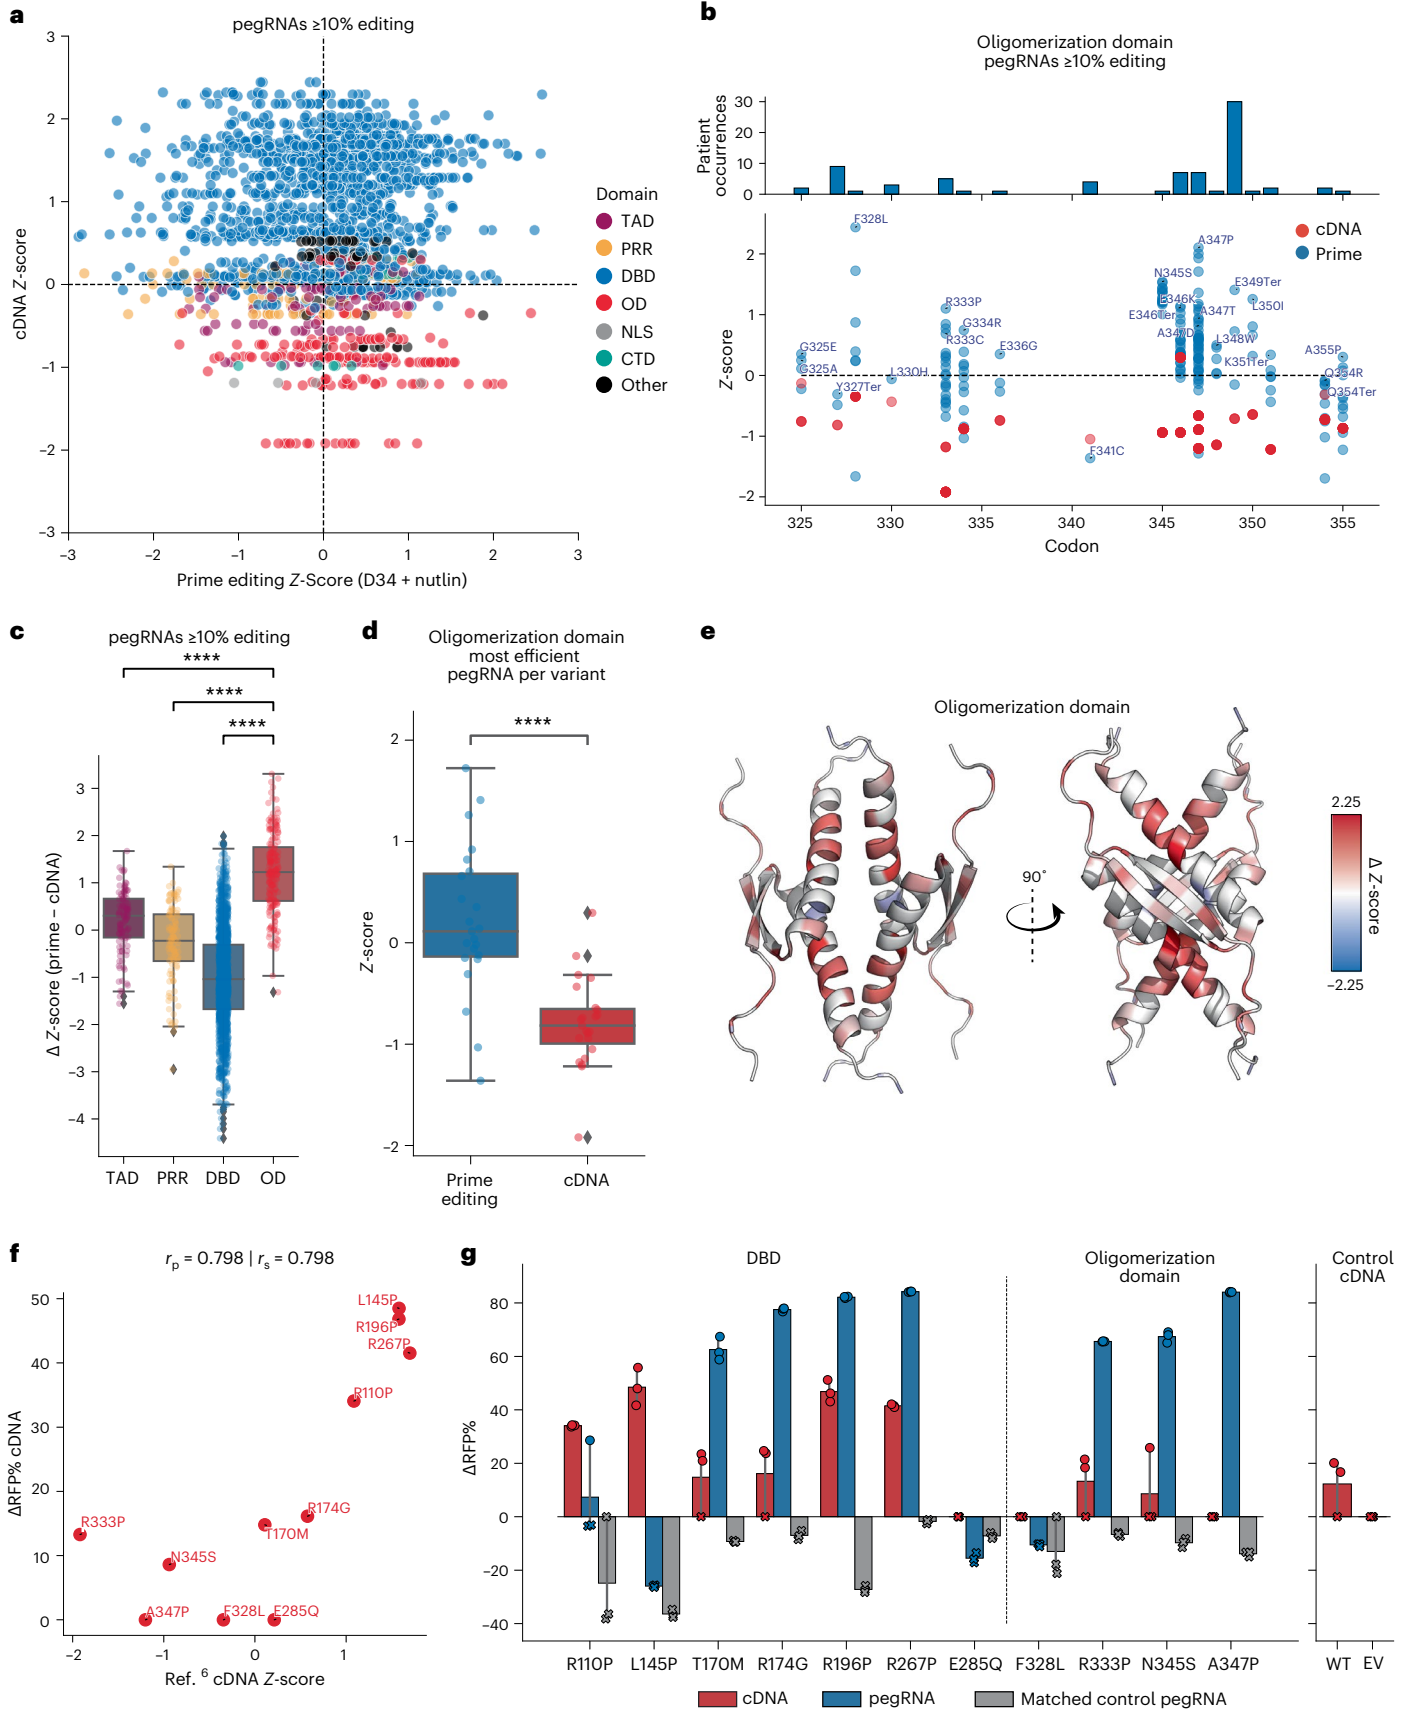 a
pegRNAs ≥10% editing
3
2
1
0
−1
−2
−3
−3
−2
−1
0
1
2
3
cDNA Z-score
Prime editing Z-Score (D34 + nutlin)
Domain
TAD
PRR
DBD
OD
NLS
CTD
Other
b
Oligomerization domain
pegRNAs ≥10% editing
Patient
occurrences
30
20
10
0
cDNA
Prime
Z-score
2
1
0
−1
−2
F328L
A347P
N345S
E349Ter
E346K
L350I
R333P
E346Ter
A347T
G334R
A347D
R333C
L348W
G325E
E336G
A355P
G325A
K351Ter
L330H
Q354R
Y327Ter
Q354Ter
F341C
325
330
335
340
345
350
355
Codon
c
pegRNAs ≥10% editing
****
****
****
Δ Z-score (prime − cDNA)
3
2
1
0
−1
−2
−3
−4
TAD
PRR
DBD
OD
d
Oligomerization domain
most efficient
pegRNA per variant
****
Z-score
2
1
0
−1
−2
Prime
editing
cDNA
e
Oligomerization domain
90°
2.25
Δ Z-score
−2.25
f
rp = 0.798 | rs = 0.798
ΔRFP% cDNA
50
40
30
20
10
0
L145P
R196P
R267P
R110P
R174G
T170M
R333P
N345S
A347P
F328L
E285Q
−2
−1
0
1
Ref. 6 cDNA Z-score
g
DBD
Oligomerization
domain
Control
cDNA
ΔRFP%
80
60
40
20
0
−20
−40
R110P
L145P
T170M
R174G
R196P
R267P
E285Q
F328L
R333P
N345S
A347P
WT
EV
cDNA
pegRNA
Matched control pegRNA